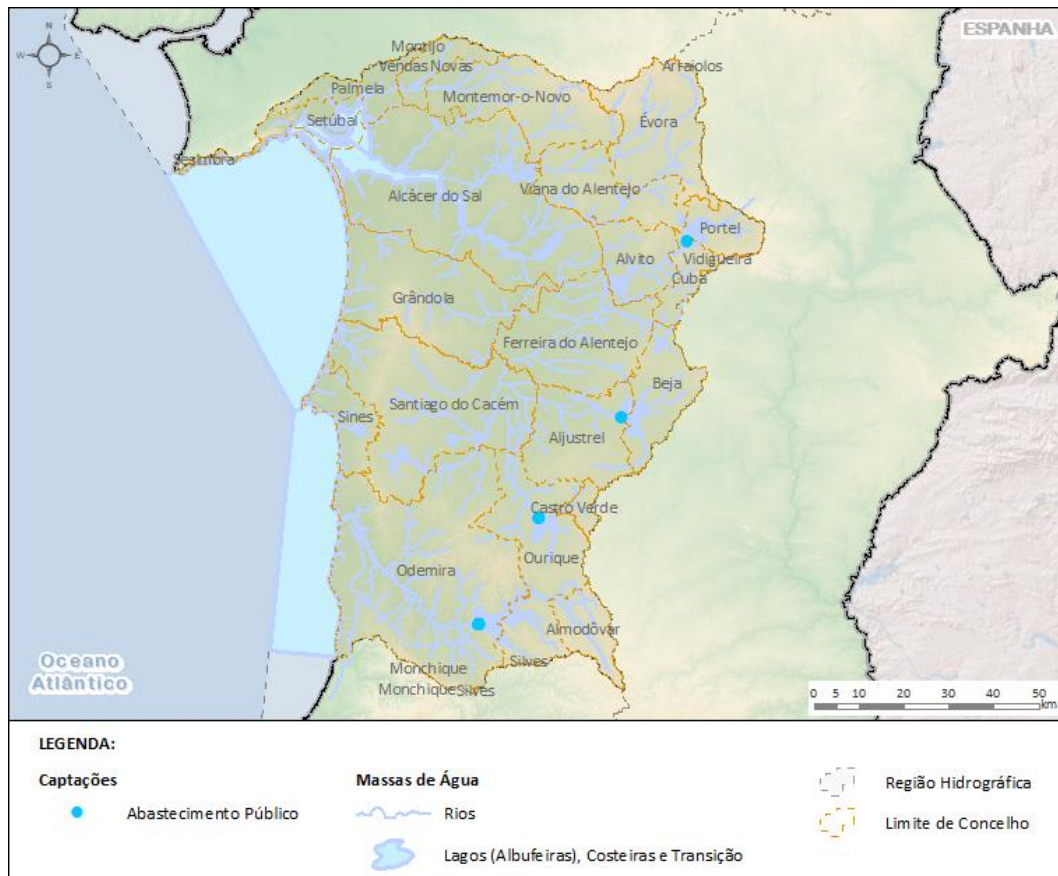 N
W E
S
ESPANHA
Montijo
Vendas Novas
Arraiolos
Palmela
Montemor-o-Novo
Setúbal
Évora
Sesimbra
Viana do Alentejo
Alcácer do Sal
Portel
Alvito
Vidigueira
Cuba
Grândola
Ferreira do Alentejo
Beja
Santiago do Cacém
Sines
Aljustrel
Castro Verde
Ourique
Odemira
Almodôvar
Silves
Monchique
Monchique
Silves
Oceano
Atlântico
0 5 10 20 30 40 50
km
LEGENDA:
Captações
Abastecimento Público
Massas de Água
Rios
Lagos (Albufeiras), Costeiras e Transição
Região Hidrográfica
Limite de Concelho